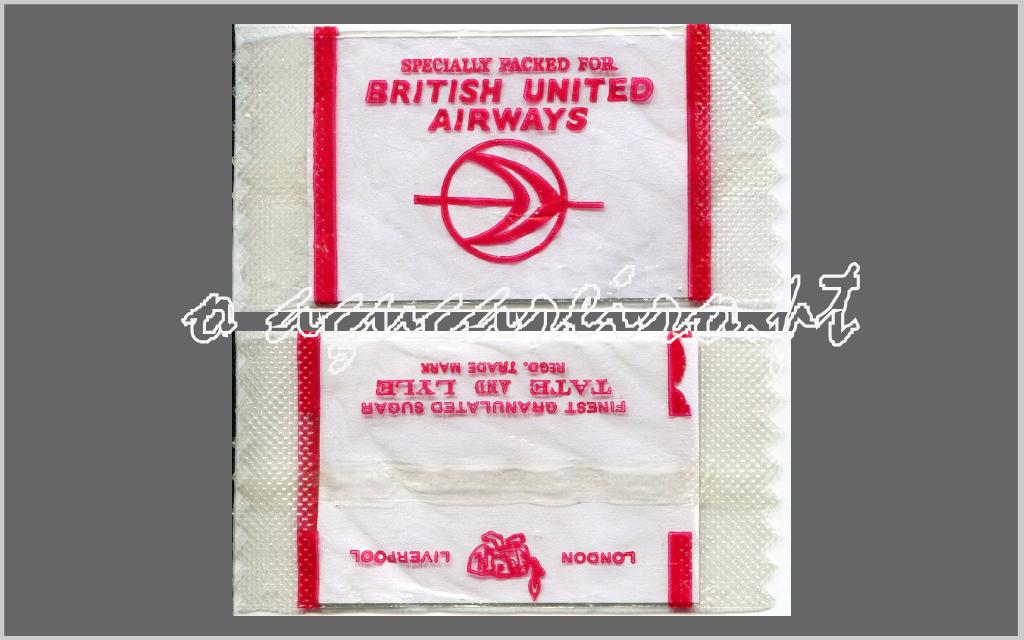 SPECIALLY PACKED FOR
BRITISH UNITED
AIRWAYS
FINEST GRANULATED SUGAR
TATE AND LYLE
REGD. TRADE MARK
LONDON LIVERPOOL